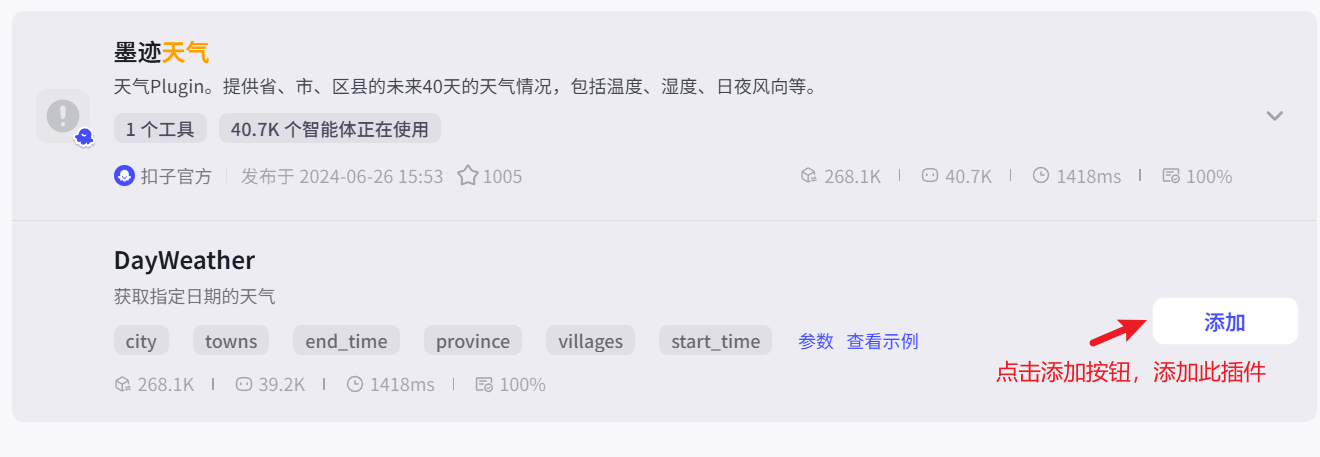 墨迹天气
天气Plugin。提供省、市、区县的未来40天的天气情况，包括温度、湿度、日夜风向等。
1 个工具 40.7K 个智能体正在使用
扣子官方 发布于 2024-06-26 15:53 1005 268.1K 40.7K 1418ms 100%
DayWeather
获取指定日期的天气
添加
city towns end_time province villages start_time 参数 查看示例
点击添加按钮，添加此插件
268.1K 39.2K 1418ms 100%